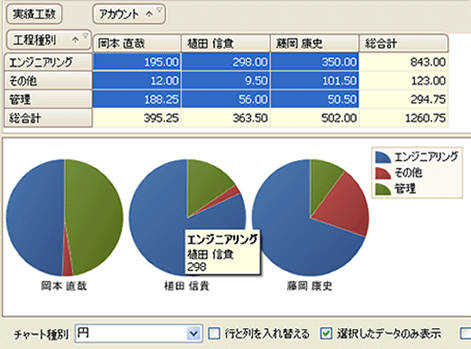 実績工数 アカウント
工程種別 岡本 直哉 植田 信貴 藤岡 康史 総合計
エンジニアリング 195.00 298.00 350.00 843.00
その他 12.00 9.50 101.50 123.00
管理 188.25 56.00 50.50 294.75
総合計 395.25 363.50 502.00 1260.75
エンジニアリング
その他
管理
エンジニアリング
植田 信貴
298
岡本 直哉 植田 信貴 藤岡 康史
チャート種別 円 行と列を入れ替える 選択したデータのみ表示